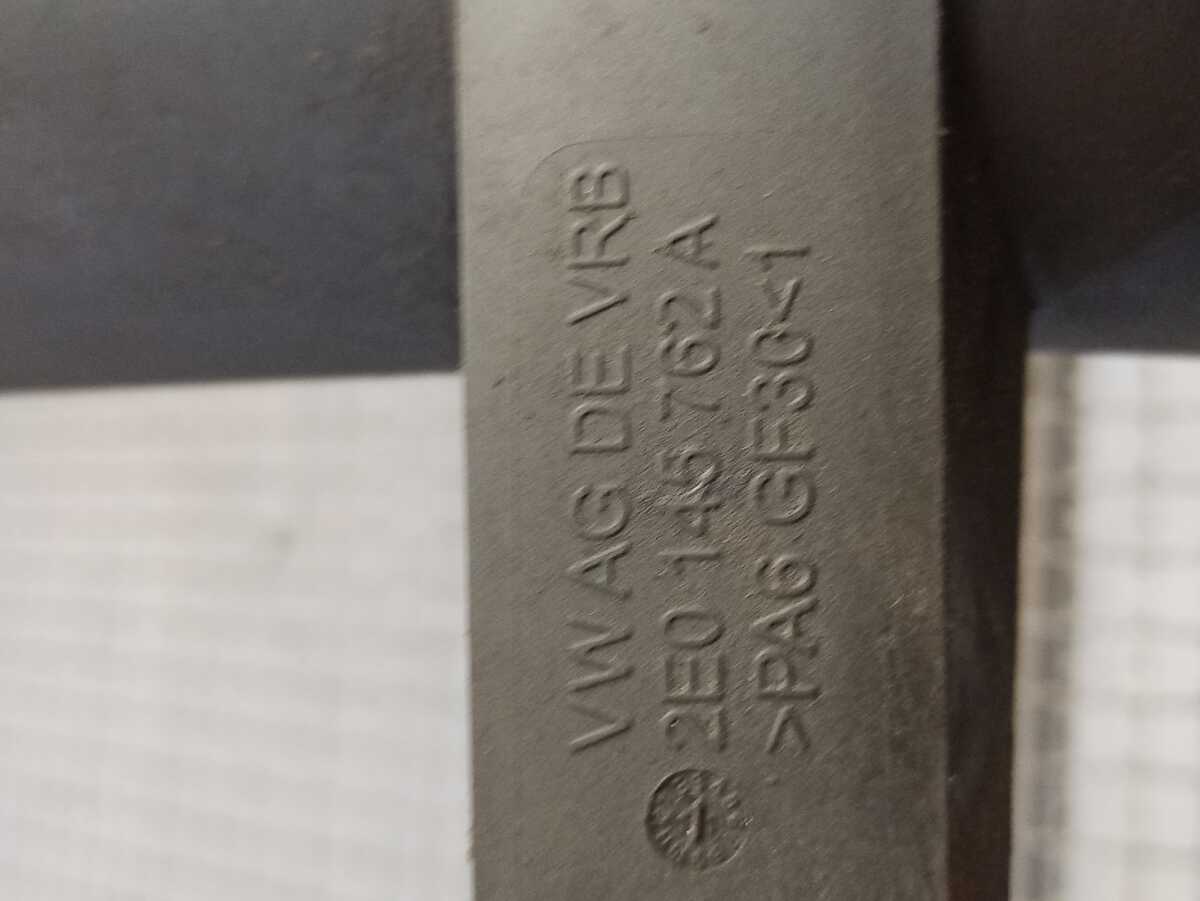 VW AG DE VRB
2E0 145 762 A
>PA6 GF30<1